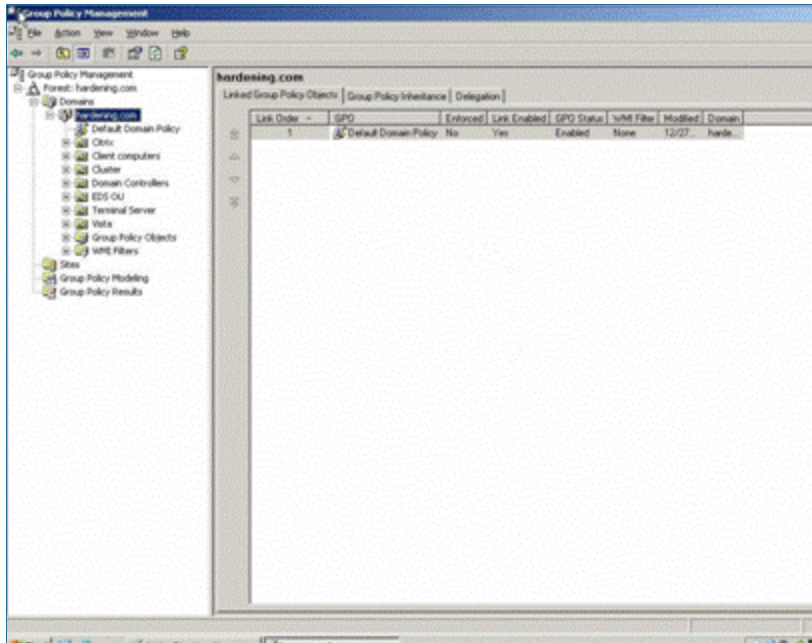 Group Policy Management
File Action View Window Help
Group Policy Management
Forest: hardening.com
Domains
hardening.com
Default Domain Policy
Citrix
Client computers
Cluster
Domain Controllers
EDS OU
Terminal Server
Vista
Group Policy Objects
WMI Filters
Sites
Group Policy Modeling
Group Policy Results
hardening.com
Linked Group Policy Objects Group Policy Inheritance Delegation
Link Order GPO Enforced Link Enabled GPO Status WMI Filter Modified Domain
1 Default Domain Policy No Yes Enabled None 12/27... harde...